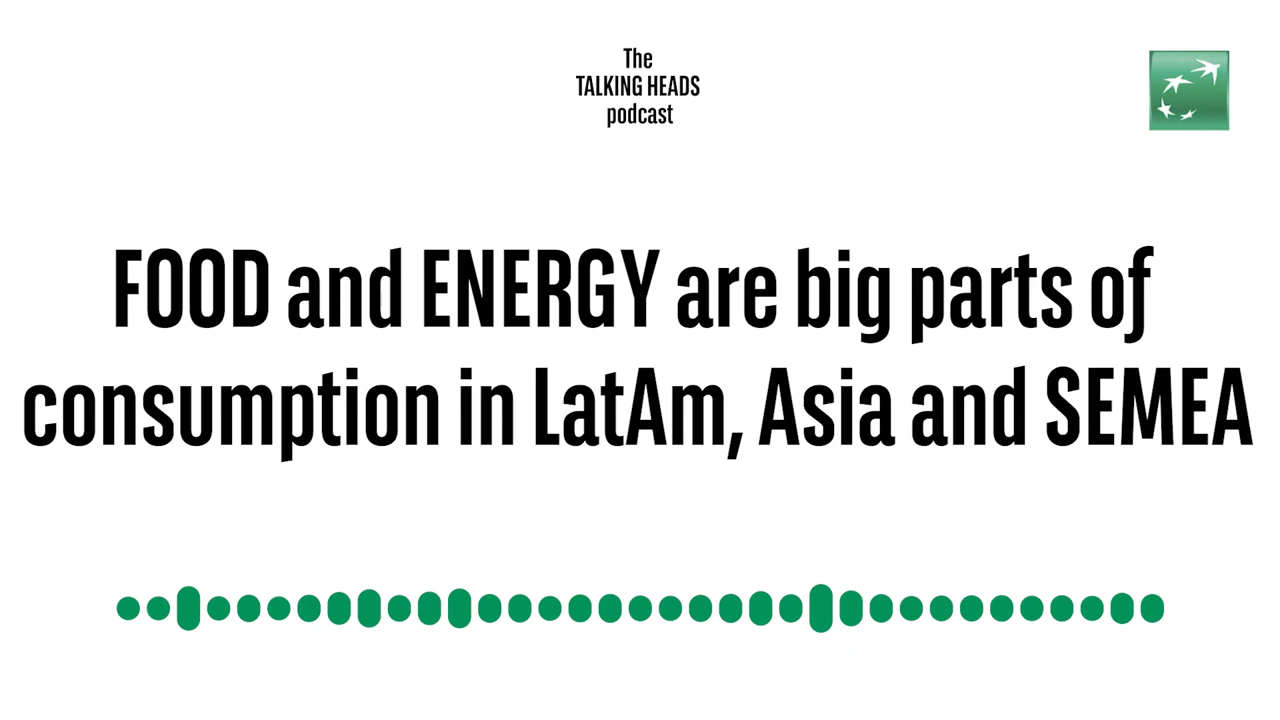 The
TALKING HEADS
podcast
FOOD and ENERGY are big parts of
consumption in LatAm, Asia and SEMEA